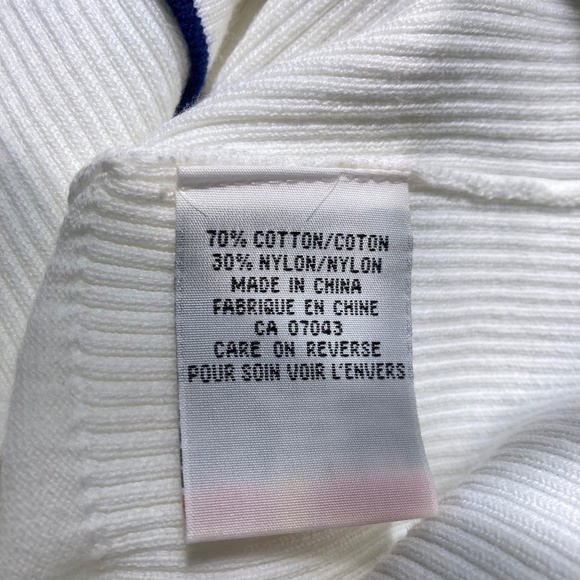 70% COTTON/COTON
30% NYLON/NYLON
MADE IN CHINA
FABRIQUE EN CHINE
CA 07043
CARE ON REVERSE
POUR SOIN VOIR L'ENVERS